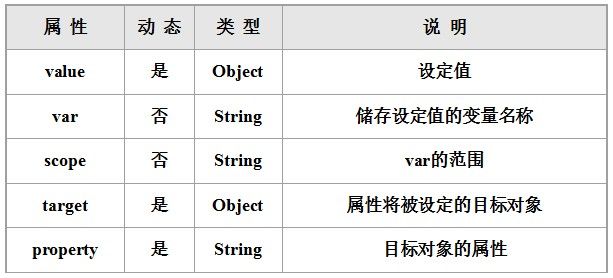 属 性 动 态 类 型 说 明
value 是 Object 设定值
var 否 String 储存设定值的变量名称
scope 否 String var的范围
target 是 Object 属性将被设定的目标对象
property 是 String 目标对象的属性